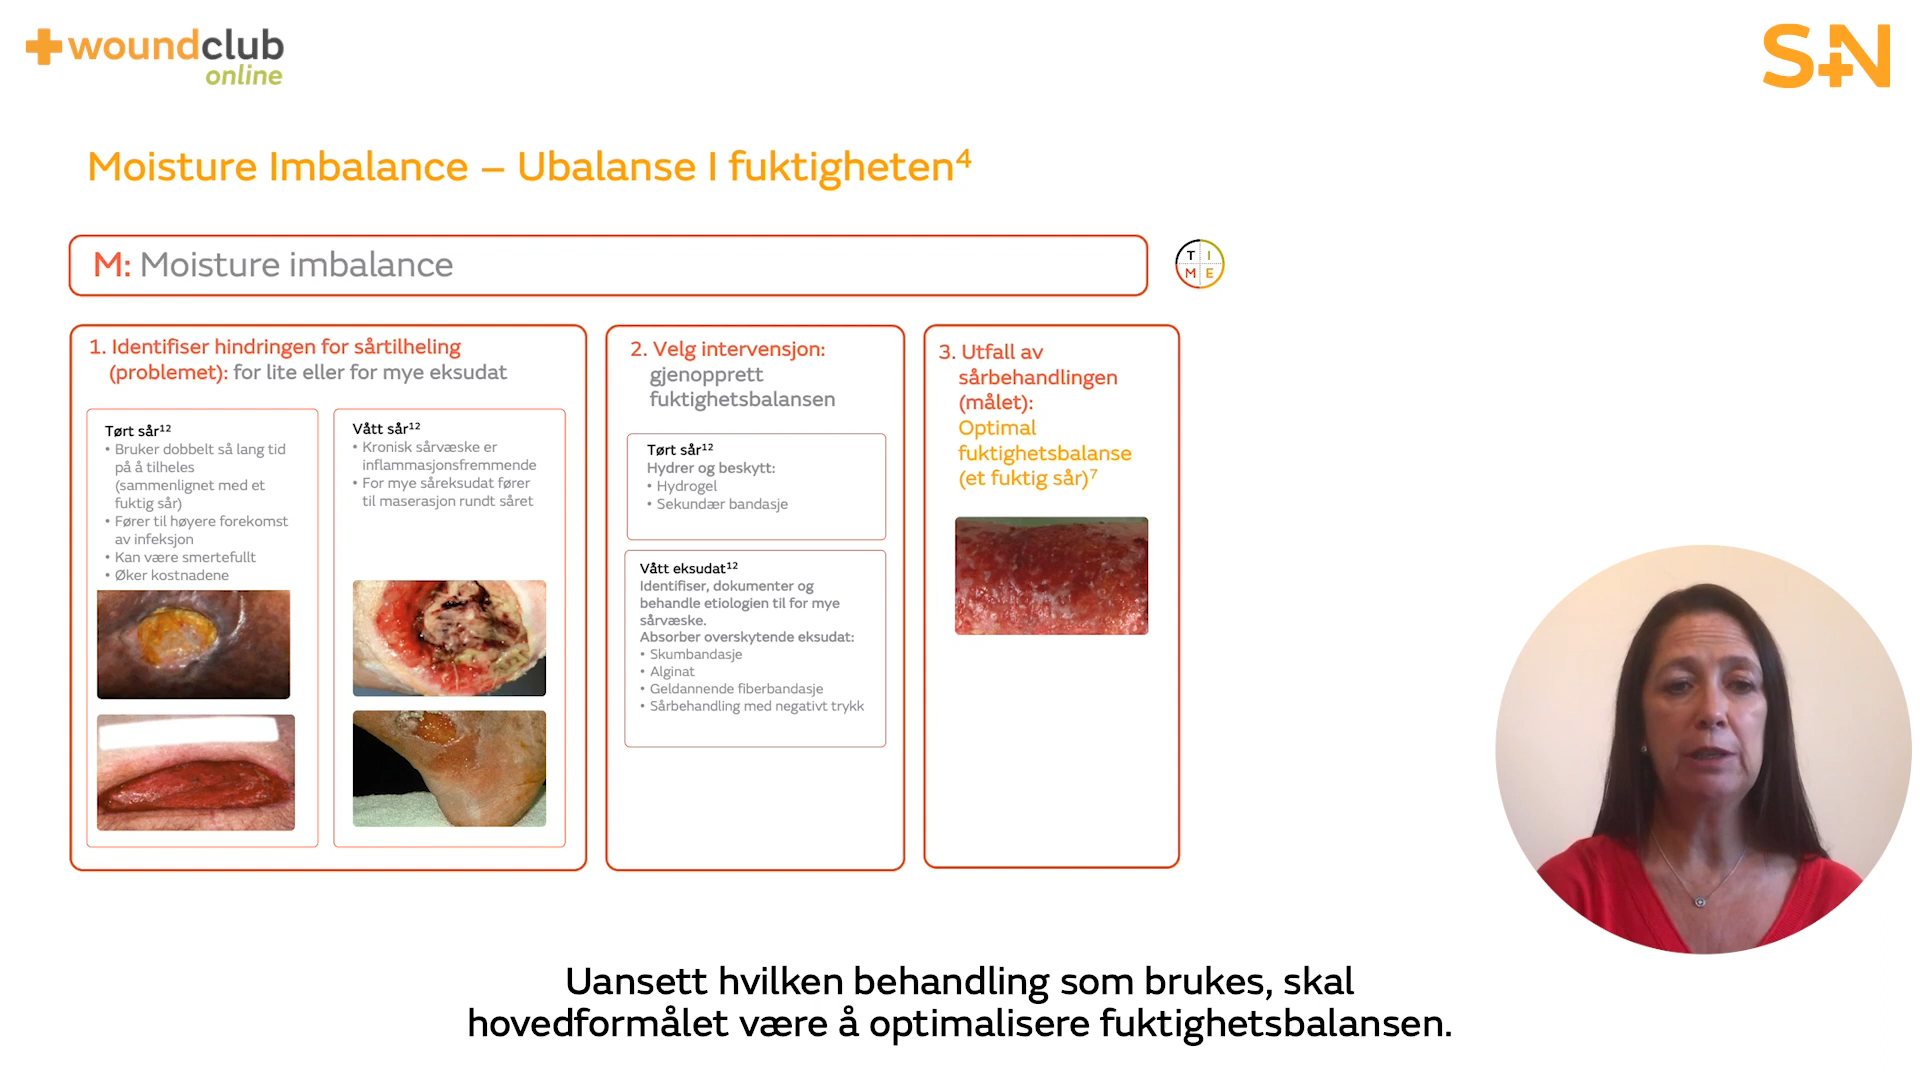 woundclub
online
S+N
Moisture Imbalance – Ubalanse I fuktigheten⁴
M: Moisture imbalance
T I
M E
1. Identifiser hindringen for sårtilheling
(problemet): for lite eller for mye eksudat
Tørt sår¹²
• Bruker dobbelt så lang tid
på å tilheles
(sammenlignet med et
fuktig sår)
• Fører til høyere forekomst
av infeksjon
• Kan være smertefullt
• Øker kostnadene
Vått sår¹²
• Kronisk sårvæske er
inflammasjonsfremmende
• For mye såreksudat fører
til maserasjon rundt såret
2. Velg intervensjon:
gjenopprett
fuktighetsbalansen
Tørt sår¹²
Hydrer og beskytt:
• Hydrogel
• Sekundær bandasje
Vått eksudat¹²
Identifiser, dokumenter og
behandle etiologien til for mye
sårvæske.
Absorber overskytende eksudat:
• Skumbandasje
• Alginat
• Geldannende fiberbandasje
• Sårbehandling med negativt trykk
3. Utfall av
sårbehandlingen
(målet):
Optimal
fuktighetsbalanse
(et fuktig sår)⁷
Uansett hvilken behandling som brukes, skal
hovedformålet være å optimalisere fuktighetsbalansen.